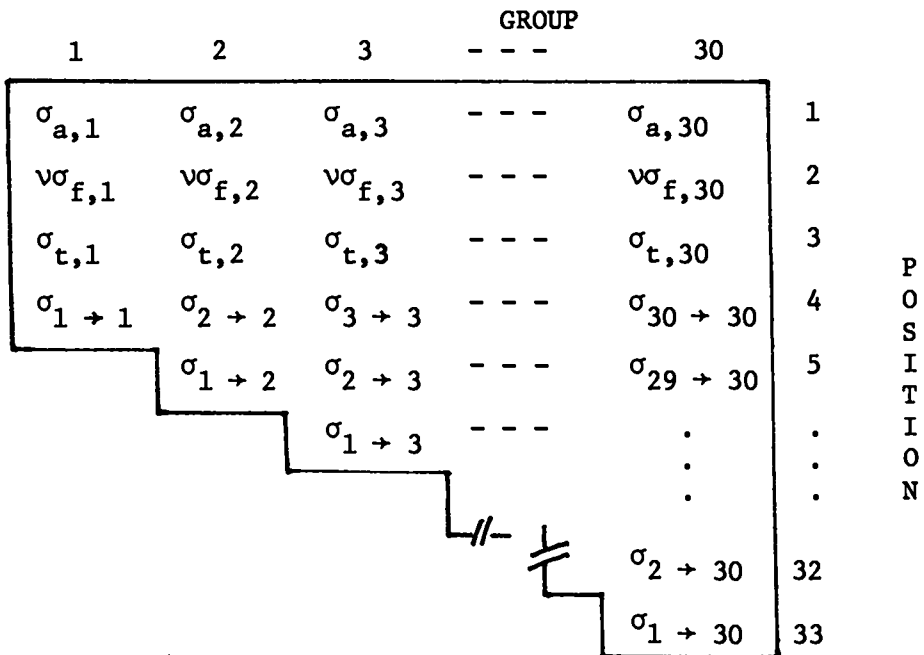 GROUP
1 2 3 - - - 30
σa,1 σa,2 σa,3 - - - σa,30 1
νσf,1 νσf,2 νσf,3 - - - νσf,30 2
σt,1 σt,2 σt,3 - - - σt,30 3
σ1 → 1 σ2 → 2 σ3 → 3 - - - σ30 → 30 4
σ1 → 2 σ2 → 3 - - - σ29 → 30 5
σ1 → 3 - - - . .
. .
. .
σ2 → 30 32
σ1 → 30 33
P
O
S
I
T
I
O
N